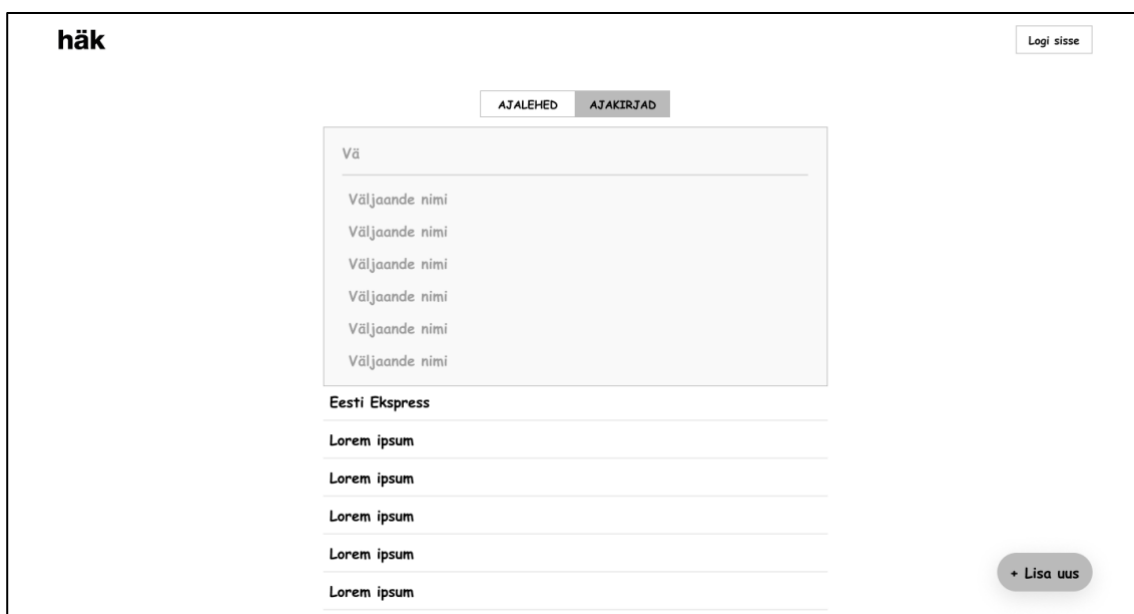 häk
Logi sisse
AJALEHED AJAKIRJAD
Vä
Väljaande nimi
Väljaande nimi
Väljaande nimi
Väljaande nimi
Väljaande nimi
Väljaande nimi
Eesti Ekspress
Lorem ipsum
Lorem ipsum
Lorem ipsum
Lorem ipsum
Lorem ipsum
+ Lisa uus